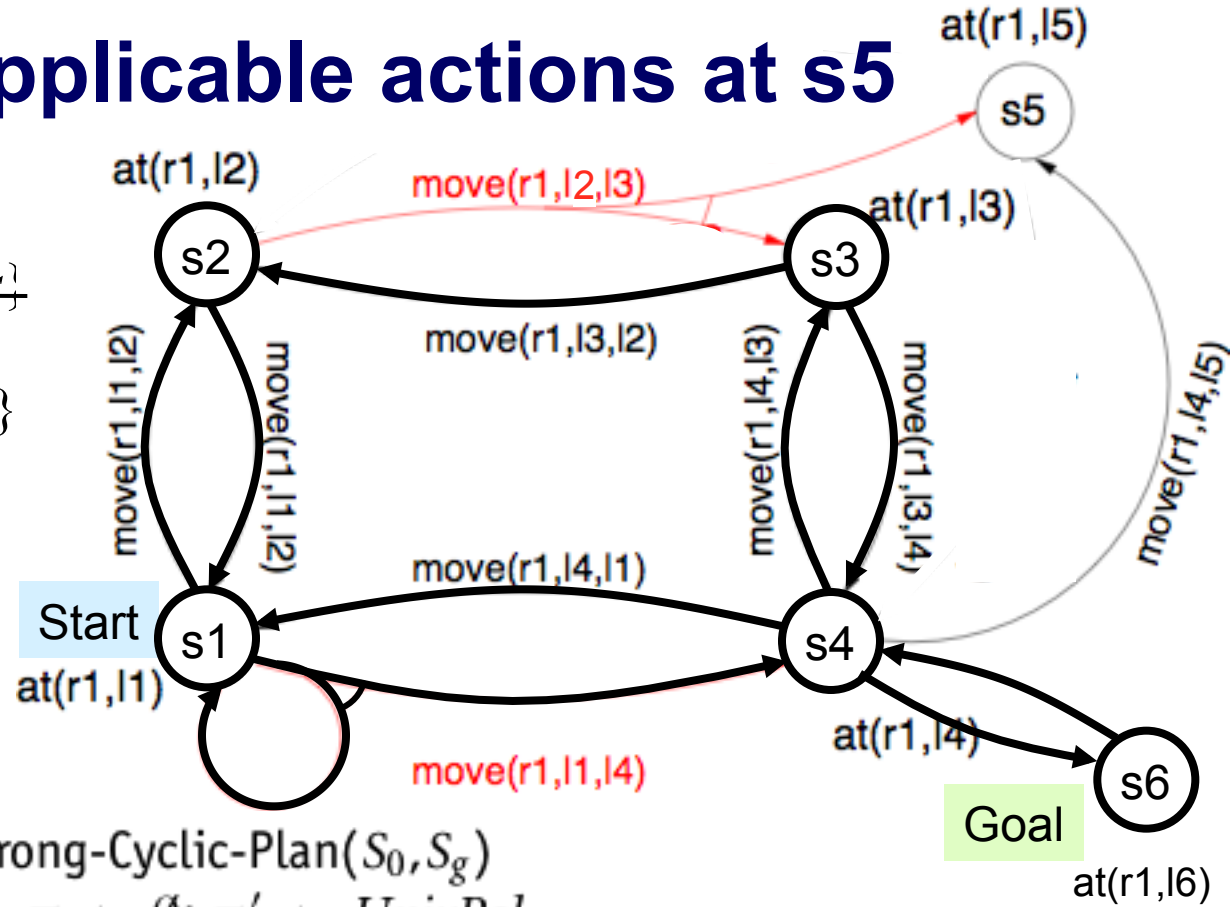 pplicable actions at s5
at(r1,l5)
s5
at(r1,l2)
move(r1,l2,l3)
at(r1,l3)
s2
s3
}
move(r1,l3,l2)
move(r1,l1,l2)
move(r1,l1,l2)
move(r1,l4,l3)
move(r1,l3,l4)
move(r1,l4,l5)
}
move(r1,l4,l1)
Start
s1
s4
at(r1,l1)
at(r1,l4)
move(r1,l1,l4)
s6
Goal
rong-Cyclic-Plan(S₀,S_g)
at(r1,l6)